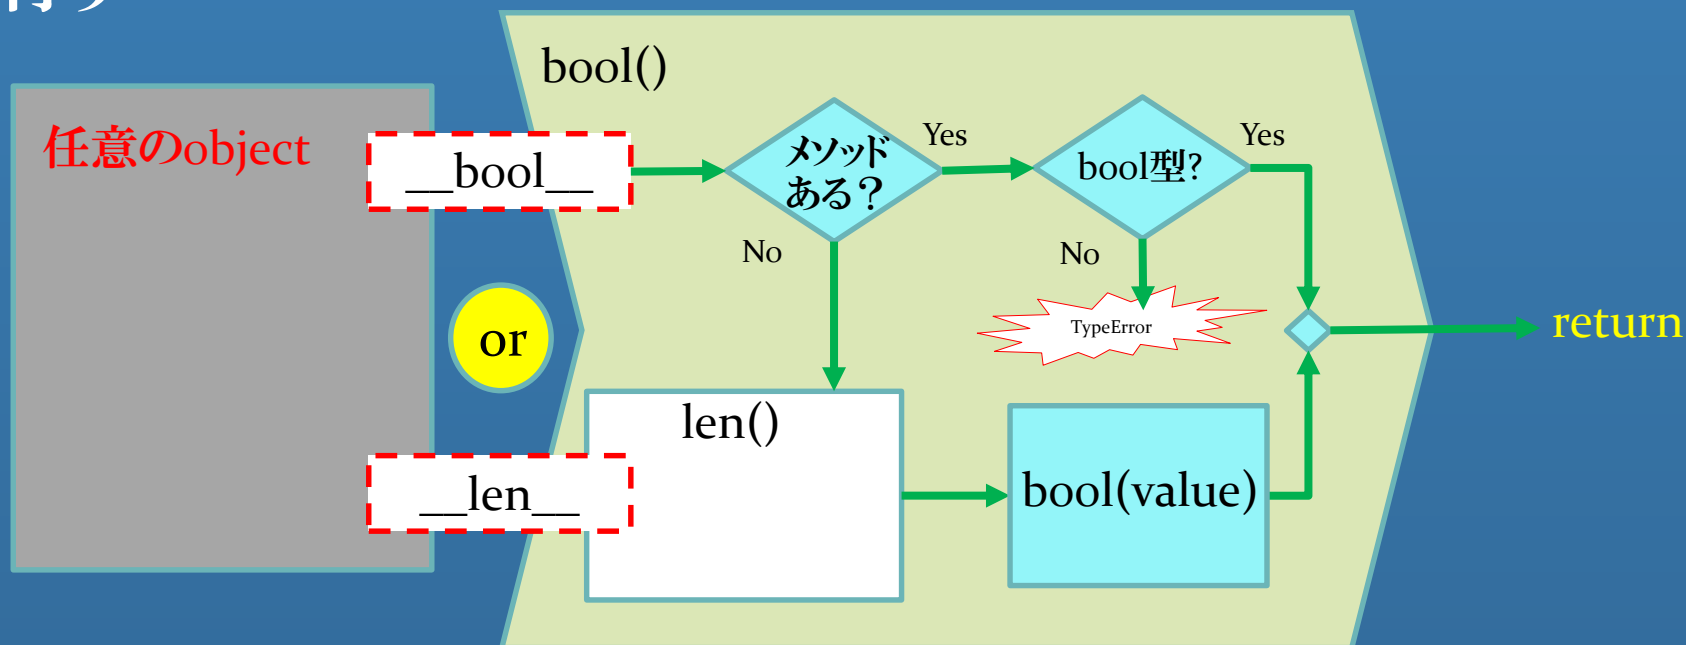 bool()
任意のobject
__bool__
メソッド
ある？
Yes
bool型?
Yes
No
No
or
TypeError
return
len()
__len__
bool(value)